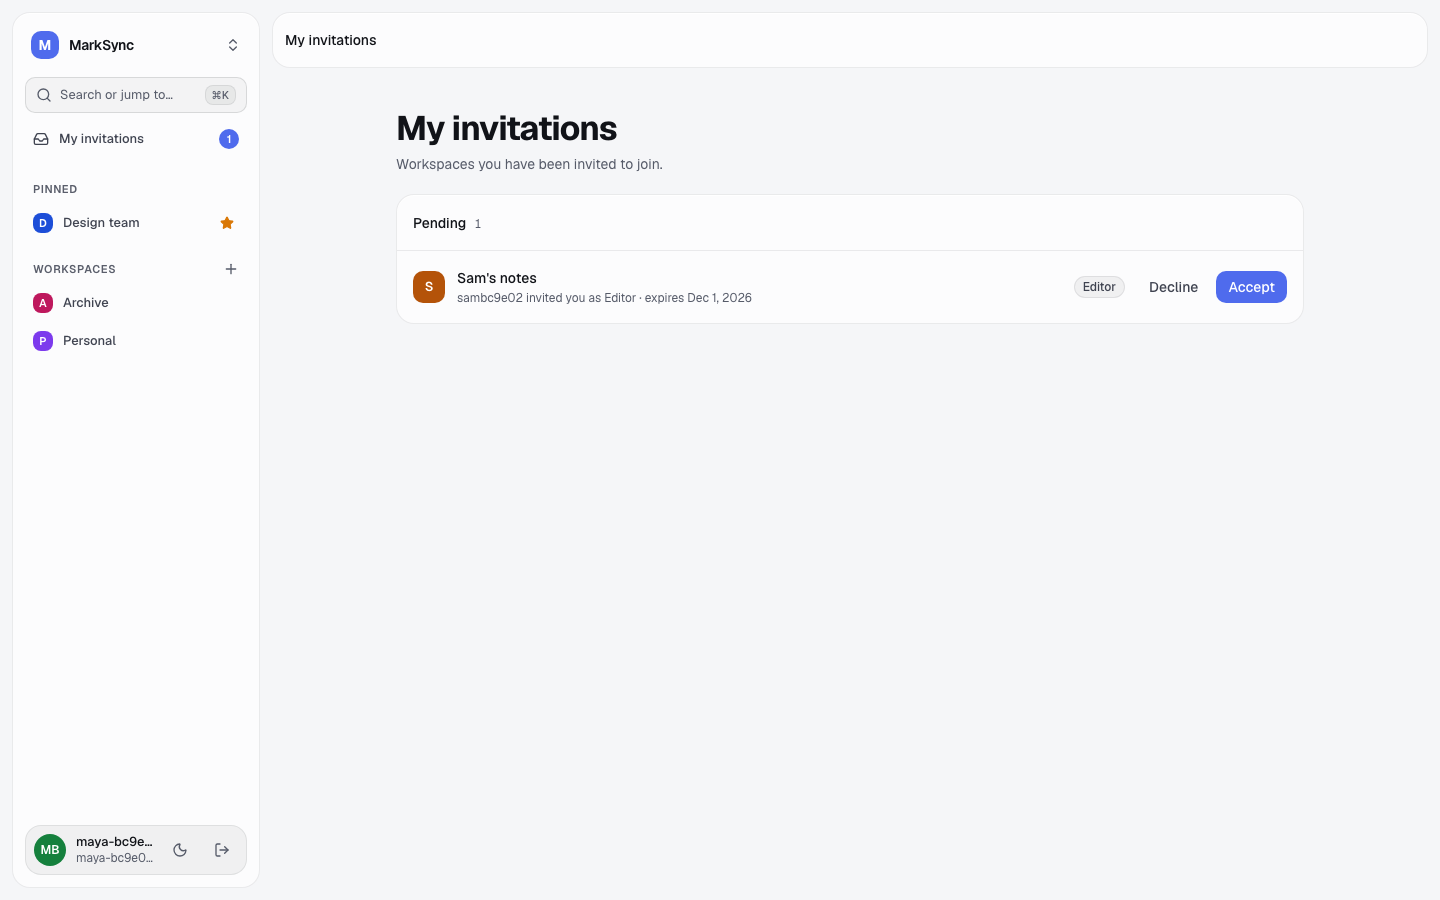 M MarkSync
Search or jump to... ⌘K
My invitations 1
PINNED
D Design team
WORKSPACES
A Archive
P Personal
MB maya-bc9e...
maya-bc9e0...
My invitations
My invitations
Workspaces you have been invited to join.
Pending 1
S Sam's notes
sambc9e02 invited you as Editor · expires Dec 1, 2026
Editor Decline Accept